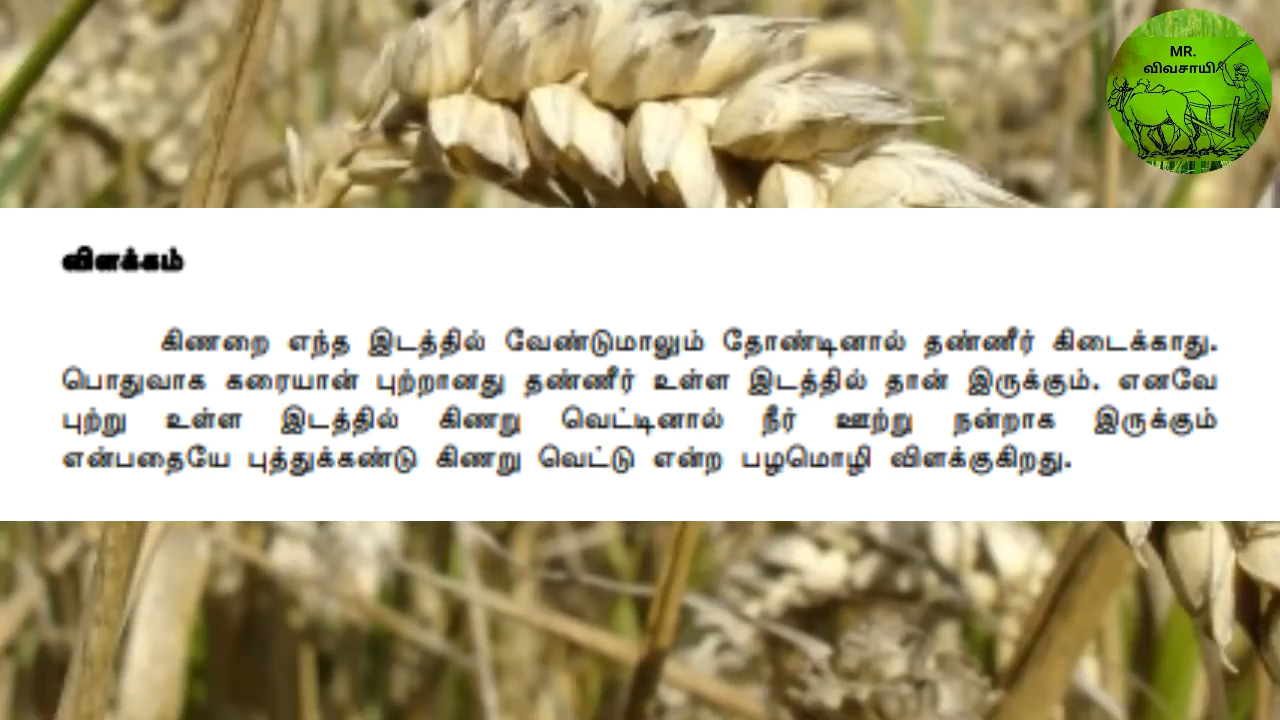 MR.
விவசாயி
விளக்கம்
கிணறை எந்த இடத்தில் வேண்டுமாலும் தோண்டினால் தண்ணீர் கிடைக்காது.
பொதுவாக கரையான் புற்றானது தண்ணீர் உள்ள இடத்தில் தான் இருக்கும். எனவே
புற்று உள்ள இடத்தில் கிணறு வெட்டினால் நீர் ஊற்று நன்றாக இருக்கும்
என்பதையே புத்துக்கண்டு கிணறு வெட்டு என்ற பழமொழி விளக்குகிறது.